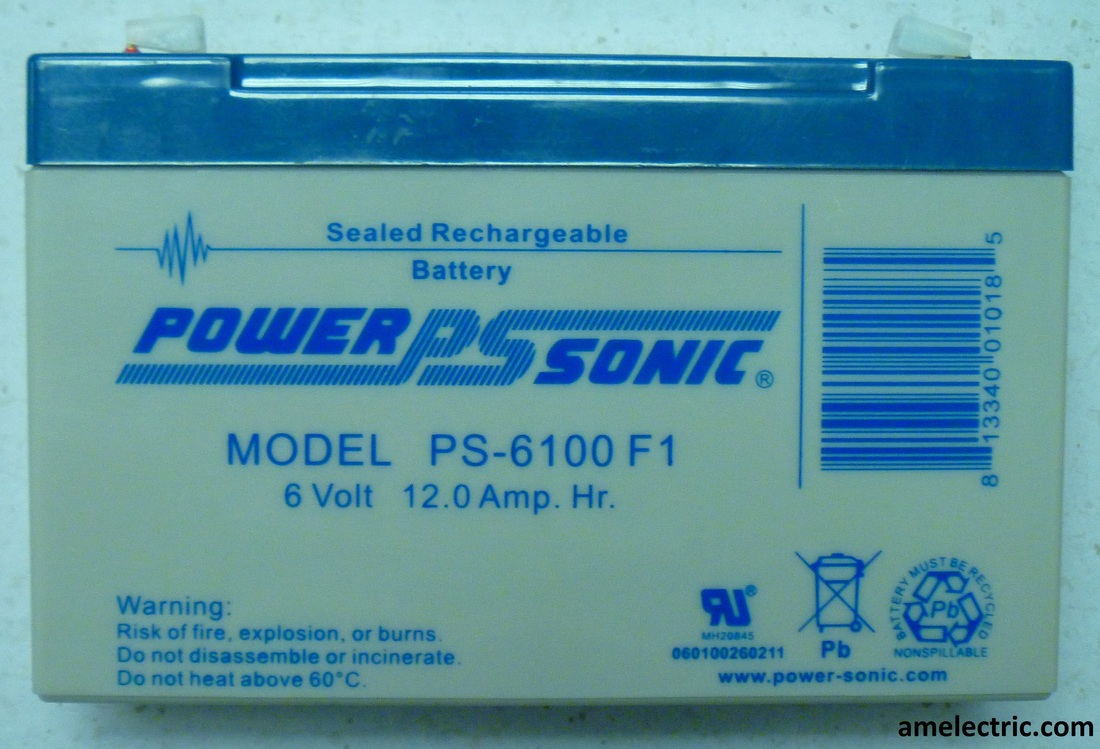 Sealed Rechargeable
Battery
POWER PS SONIC®
MODEL PS-6100 F1
6 Volt 12.0 Amp. Hr.
8 13340 01018 5
Warning:
Risk of fire, explosion, or burns.
Do not disassemble or incinerate.
Do not heat above 60°C.
RU®
MH20845
060100260211
Pb
BATTERY MUST BE RECYCLED
Pb
NONSPILLABLE
www.power-sonic.com
amelectric.com